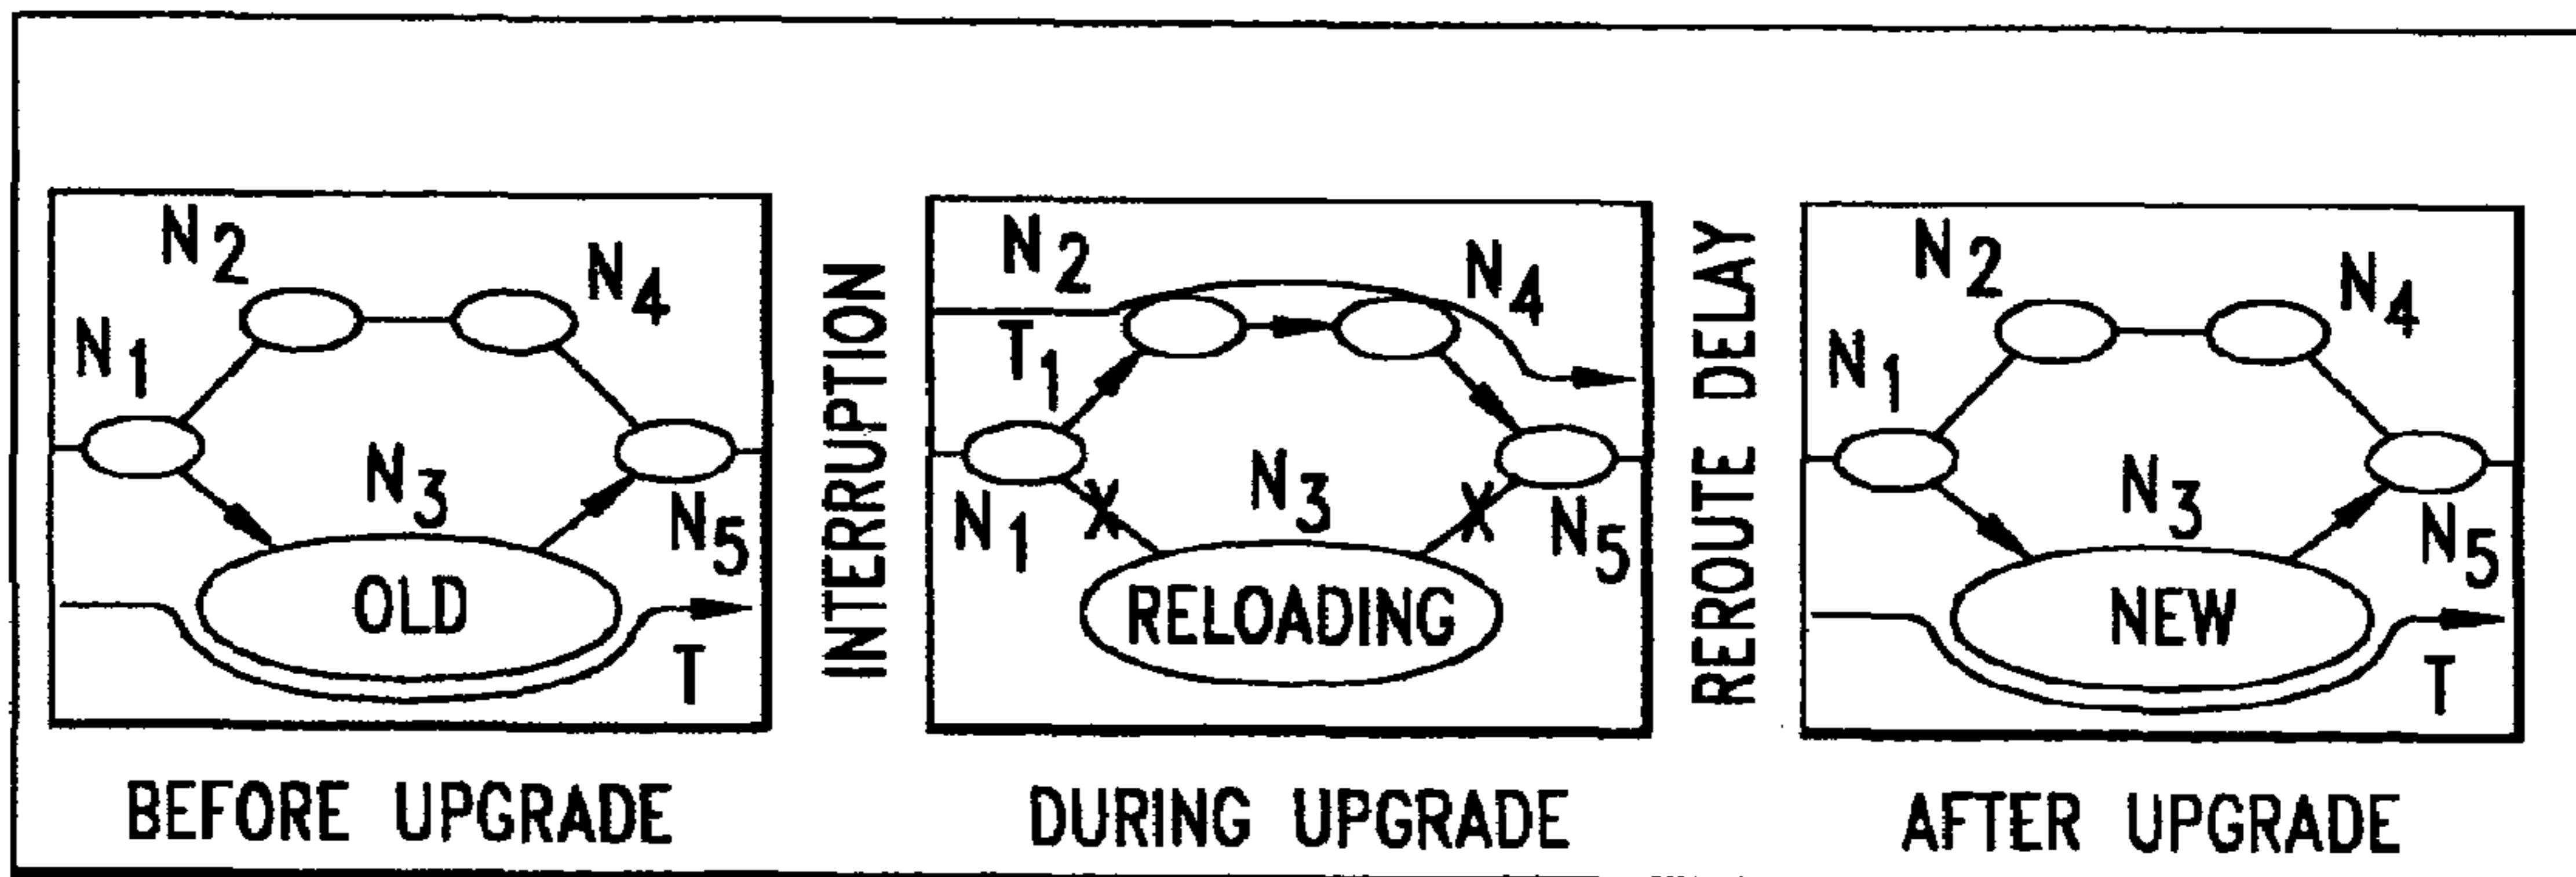 N2
N4
N1
N3
N5
OLD
T
BEFORE UPGRADE
INTERRUPTION
N2
N4
T1
N1
N3
N5
RELOADING
DURING UPGRADE
REROUTE DELAY
N2
N4
N1
N3
N5
NEW
T
AFTER UPGRADE
X
X